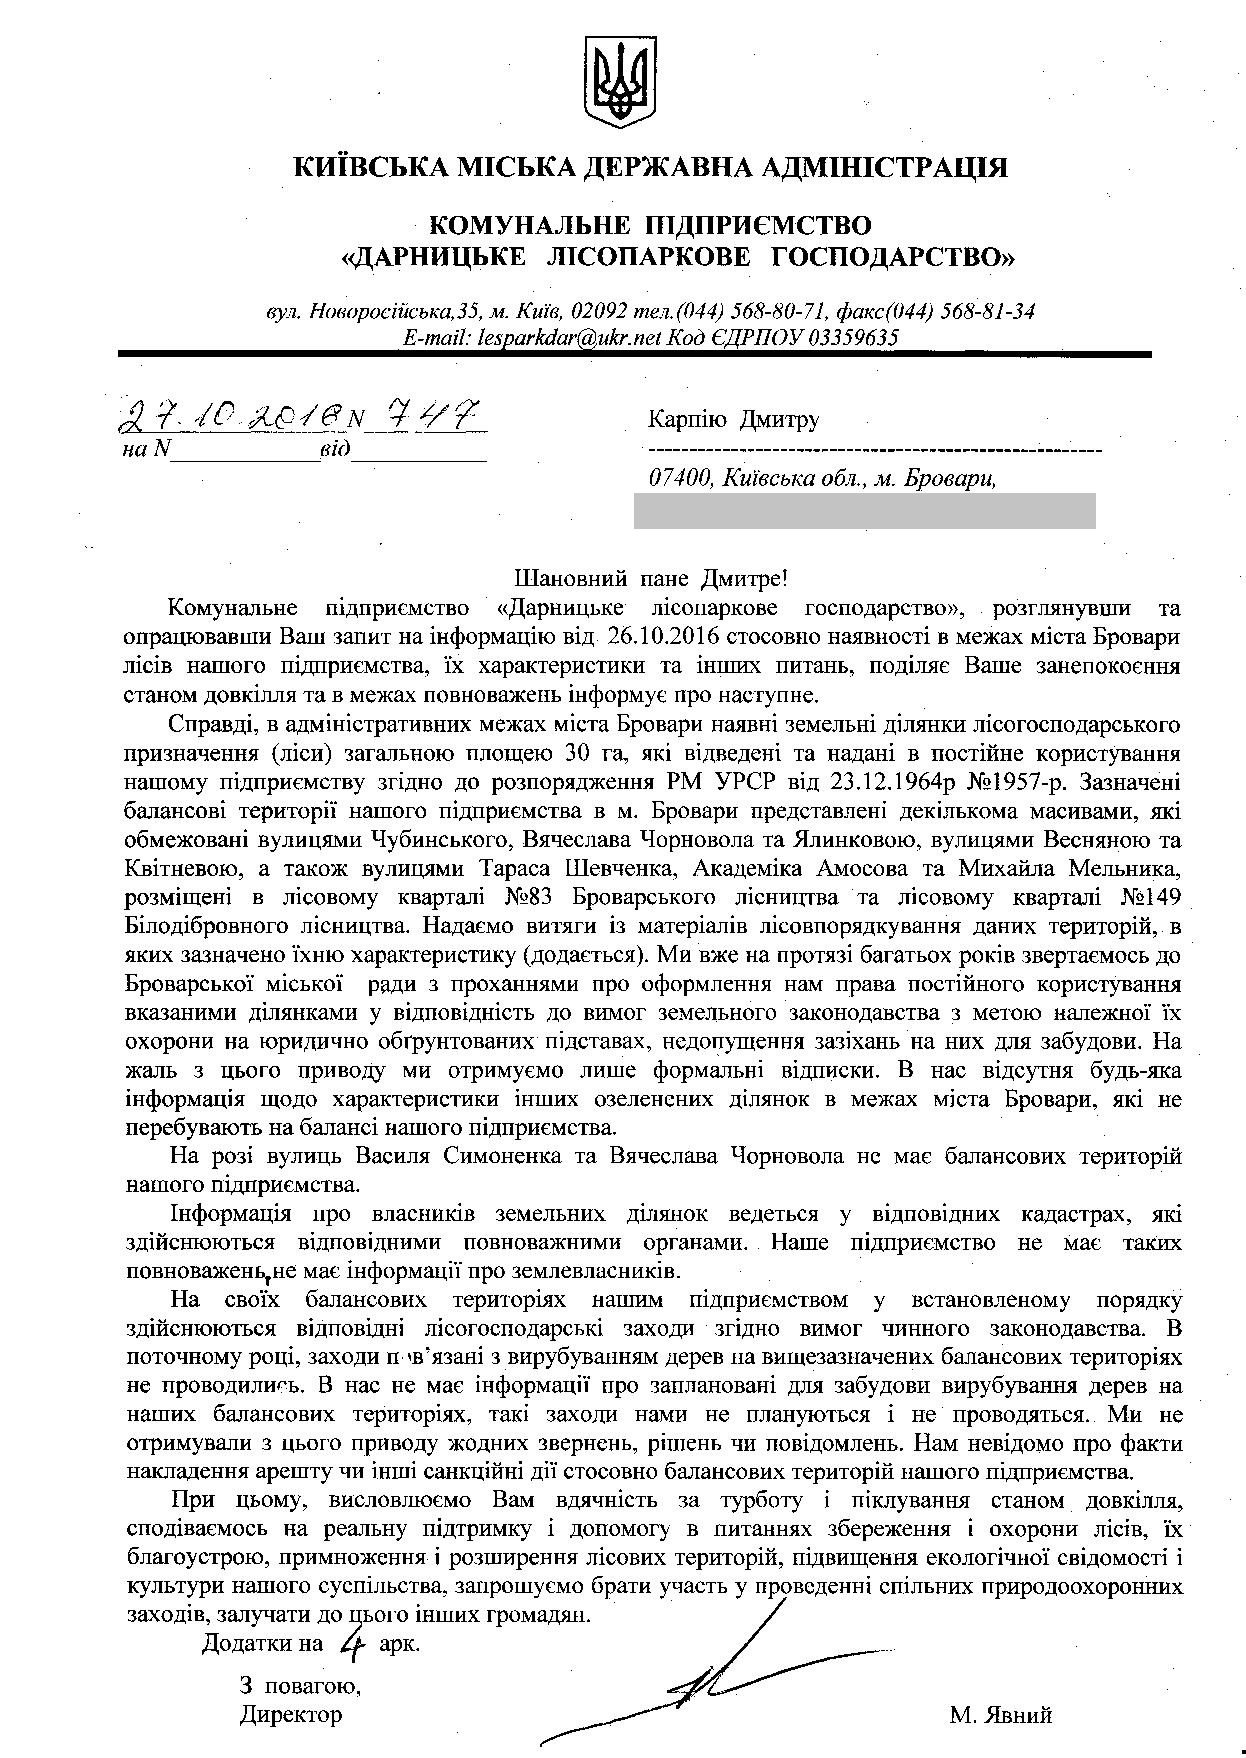 КИЇВСЬКА МІСЬКА ДЕРЖАВНА АДМІНІСТРАЦІЯ
КОМУНАЛЬНЕ ПІДПРИЄМСТВО
«ДАРНИЦЬКЕ ЛІСОПАРКОВЕ ГОСПОДАРСТВО»
вул. Новоросійська,35, м. Київ, 02092 тел.(044) 568-80-71, факс(044) 568-81-34
E-mail: lesparkdar@ukr.net Код ЄДРПОУ 03359635
27.10.2016 N 747
на N____________від___________
Карпію Дмитру
07400, Київська обл., м. Бровари,
Шановний пане Дмитре!
Комунальне підприємство «Дарницьке лісопаркове господарство», розглянувши та
опрацювавши Ваш запит на інформацію від 26.10.2016 стосовно наявності в межах міста Бровари
лісів нашого підприємства, їх характеристики та інших питань, поділяє Ваше занепокоєння
станом довкілля та в межах повноважень інформує про наступне.
Справді, в адміністративних межах міста Бровари наявні земельні ділянки лісогосподарського
призначення (ліси) загальною площею 30 га, які відведені та надані в постійне користування
нашому підприємству згідно до розпорядження РМ УРСР від 23.12.1964р №1957-р. Зазначені
балансові території нашого підприємства в м. Бровари представлені декількома масивами, які
обмежовані вулицями Чубинського, Вячеслава Чорновола та Ялинковою, вулицями Весняною та
Квітневою, а також вулицями Тараса Шевченка, Академіка Амосова та Михайла Мельника,
розміщені в лісовому кварталі №83 Броварського лісництва та лісовому кварталі №149
Білодібровного лісництва. Надаємо витяги із матеріалів лісовпорядкування даних територій, в
яких зазначено їхню характеристику (додається). Ми вже на протязі багатьох років звертаємось до
Броварської міської ради з проханнями про оформлення нам права постійного користування
вказаними ділянками у відповідність до вимог земельного законодавства з метою належної їх
охорони на юридично обґрунтованих підставах, недопущення зазіхань на них для забудови. На
жаль з цього приводу ми отримуємо лише формальні відписки. В нас відсутня будь-яка
інформація щодо характеристики інших озеленених ділянок в межах міста Бровари, які не
перебувають на балансі нашого підприємства.
На розі вулиць Василя Симоненка та Вячеслава Чорновола не має балансових територій
нашого підприємства.
Інформація про власників земельних ділянок ведеться у відповідних кадастрах, які
здійснюються відповідними повноважними органами. Наше підприємство не має таких
повноважень,не має інформації про землевласників.
На своїх балансових територіях нашим підприємством у встановленому порядку
здійснюються відповідні лісогосподарські заходи згідно вимог чинного законодавства. В
поточному році, заходи пов’язані з вирубуванням дерев на вищезазначених балансових територіях
не проводились. В нас не має інформації про заплановані для забудови вирубування дерев на
наших балансових територіях, такі заходи нами не плануються і не проводяться. Ми не
отримували з цього приводу жодних звернень, рішень чи повідомлень. Нам невідомо про факти
накладення арешту чи інші санкційні дії стосовно балансових територій нашого підприємства.
При цьому, висловлюємо Вам вдячність за турботу і піклування станом довкілля,
сподіваємось на реальну підтримку і допомогу в питаннях збереження і охорони лісів, їх
благоустрою, примноження і розширення лісових територій, підвищення екологічної свідомості і
культури нашого суспільства, запрошуємо брати участь у проведенні спільних природоохоронних
заходів, залучати до цього інших громадян.
Додатки на 4 арк.
З повагою,
Директор М. Явний